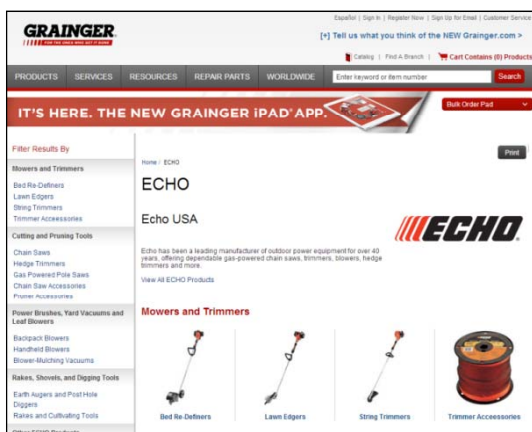 Español | Sign In | Register Now | Sign Up for Email | Customer Service
GRAINGER
FOR THE ONES WHO GET IT DONE
[+] Tell us what you think of the NEW Grainger.com >
Catalog | Find A Branch | Cart Contains (0) Products
PRODUCTS SERVICES RESOURCES REPAIR PARTS WORLDWIDE Enter keyword or item number Search
IT'S HERE. THE NEW GRAINGER iPAD® APP.
Bulk Order Pad
Filter Results By
Print
Home / ECHO
Mowers and Trimmers
Bed Re-Definers
Lawn Edgers
String Trimmers
Trimmer Accessories
ECHO
Echo USA
ECHO.
Cutting and Pruning Tools
Chain Saws
Hedge Trimmers
Gas Powered Pole Saws
Chain Saw Accessories
Pruner Accessories
Echo has been a leading manufacturer of outdoor power equipment for over 40
years, offering dependable gas-powered chain saws, trimmers, blowers, hedge
trimmers and more.
View All ECHO Products
Power Brushes, Yard Vacuums and
Leaf Blowers
Backpack Blowers
Handheld Blowers
Blower-Mulching Vacuums
Rakes, Shovels, and Digging Tools
Earth Augers and Post Hole
Diggers
Rakes and Cultivating Tools
Other ECHO Products
Mowers and Trimmers
Bed Re-Definers
Lawn Edgers
String Trimmers
Trimmer Acceessories